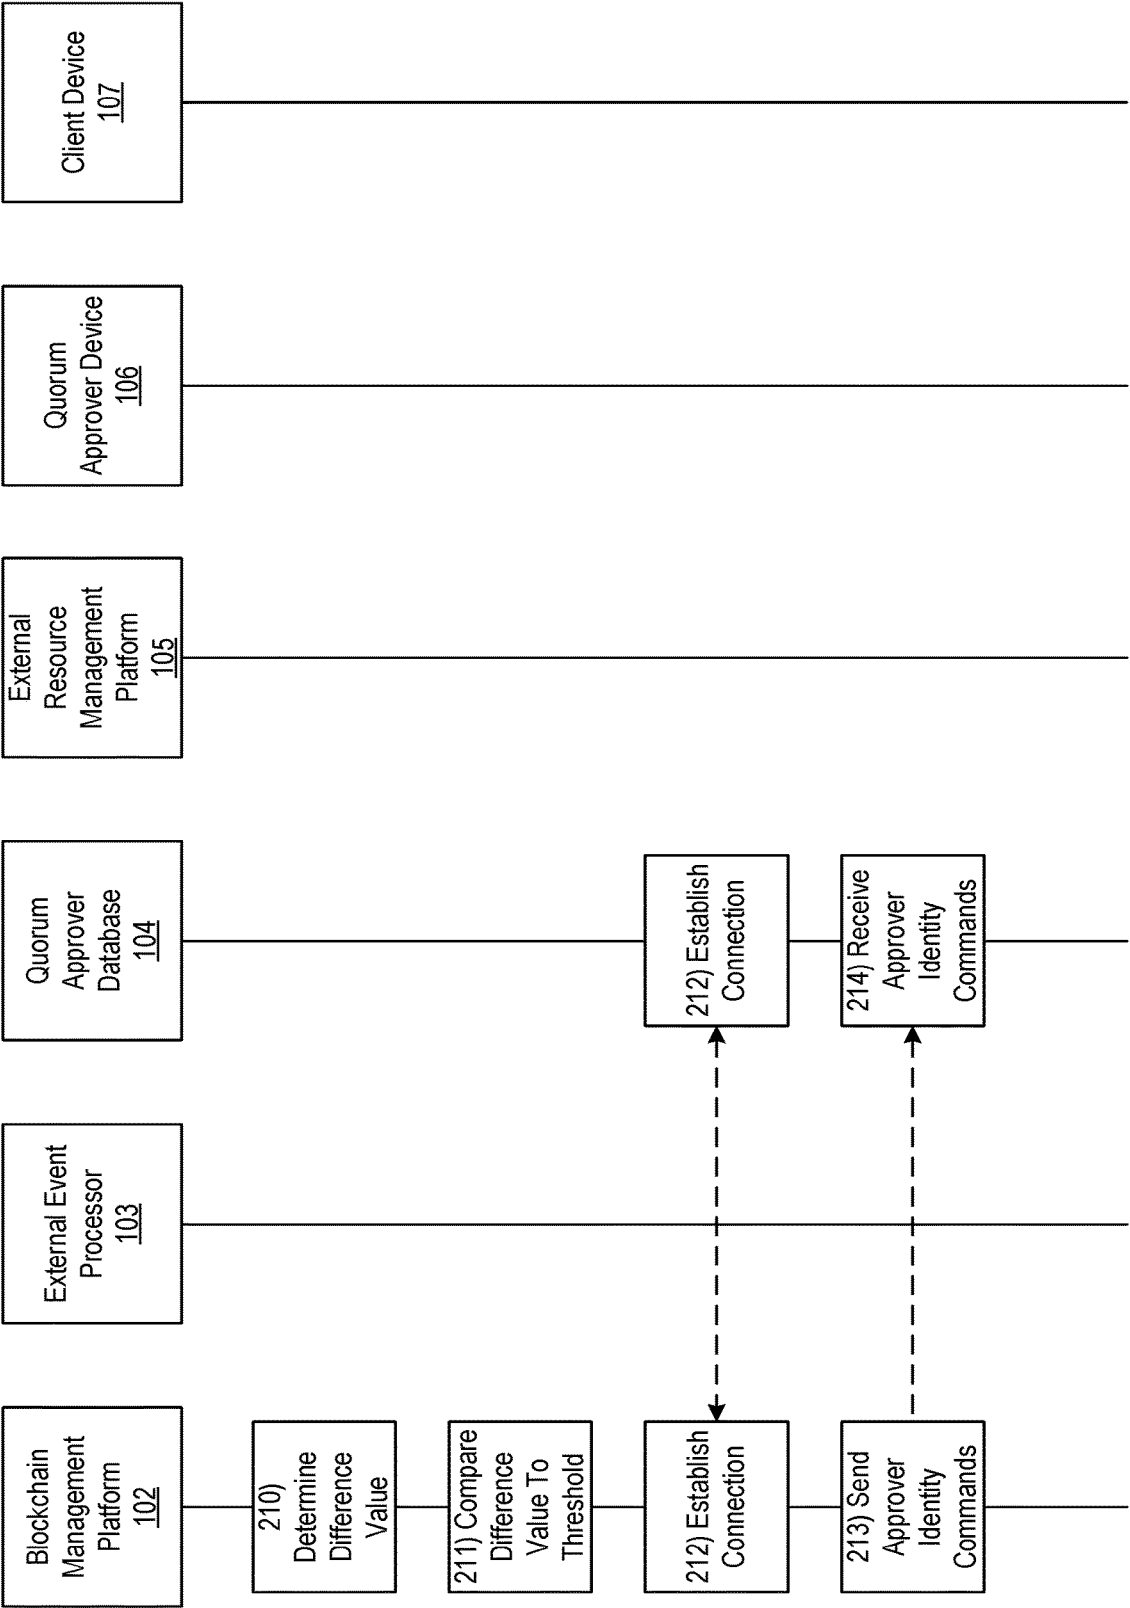 Blockchain
Management
Platform
102
External Event
Processor
103
Quorum
Approver
Database
104
External
Resource
Management
Platform
105
Quorum
Approver Device
106
Client Device
107
210)
Determine
Difference
Value
211) Compare
Difference
Value To
Threshold
212) Establish
Connection
212) Establish
Connection
213) Send
Approver
Identity
Commands
214) Receive
Approver
Identity
Commands